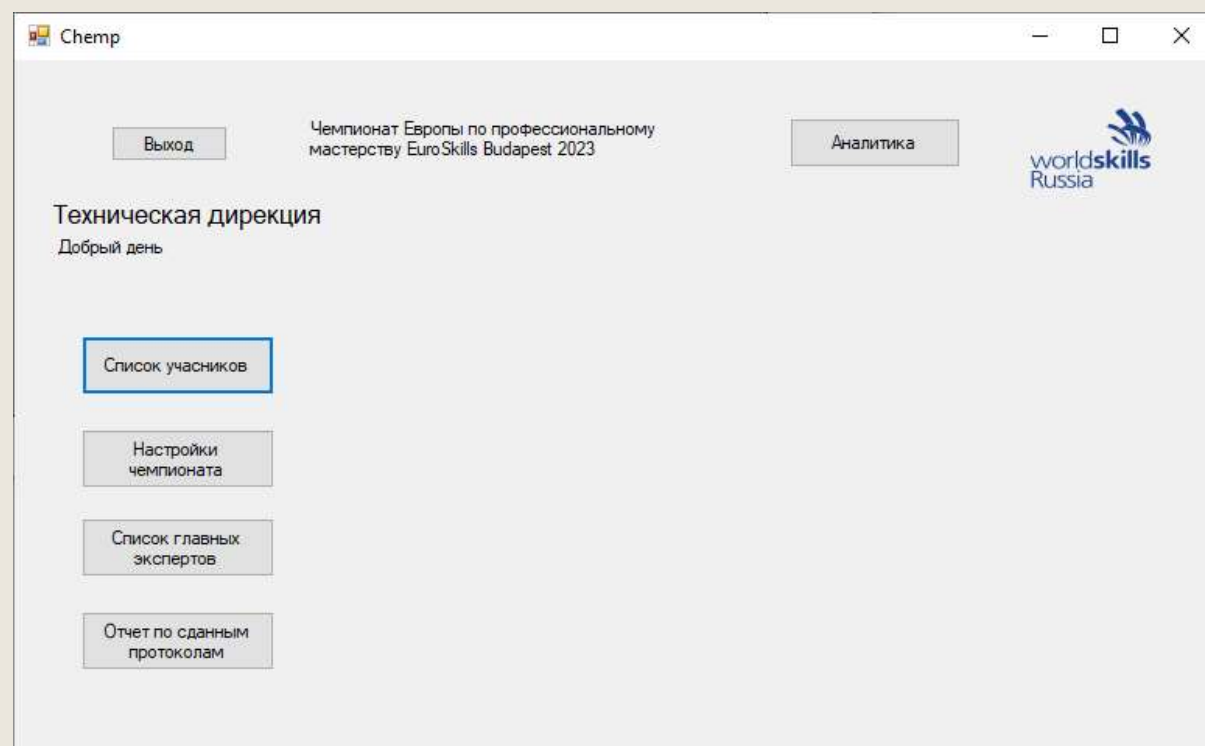 Chemp
Выход
Чемпионат Европы по профессиональному
мастерству EuroSkills Budapest 2023
Аналитика
worldskills
Russia
Техническая дирекция
Добрый день
Список учасников
Настройки
чемпионата
Список главных
экспертов
Отчет по сданным
протоколам